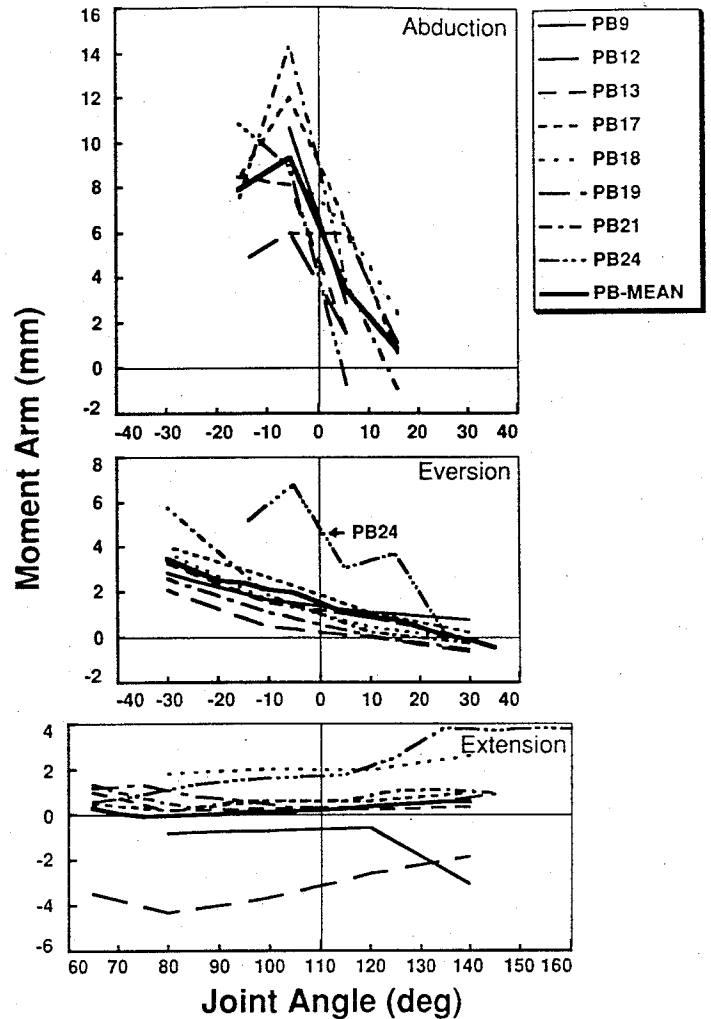 Moment Arm (mm)
Abduction
16
14
12
10
8
6
4
2
0
-2
-40 -30 -20 -10 0 10 20 30 40
PB9
PB12
PB13
PB17
PB18
PB19
PB21
PB24
PB-MEAN
Eversion
8
6
4
2
0
-2
PB24
-40 -30 -20 -10 0 10 20 30 40
Extension
4
2
0
-2
-4
-6
60 70 80 90 100 110 120 130 140 150 160
Joint Angle (deg)